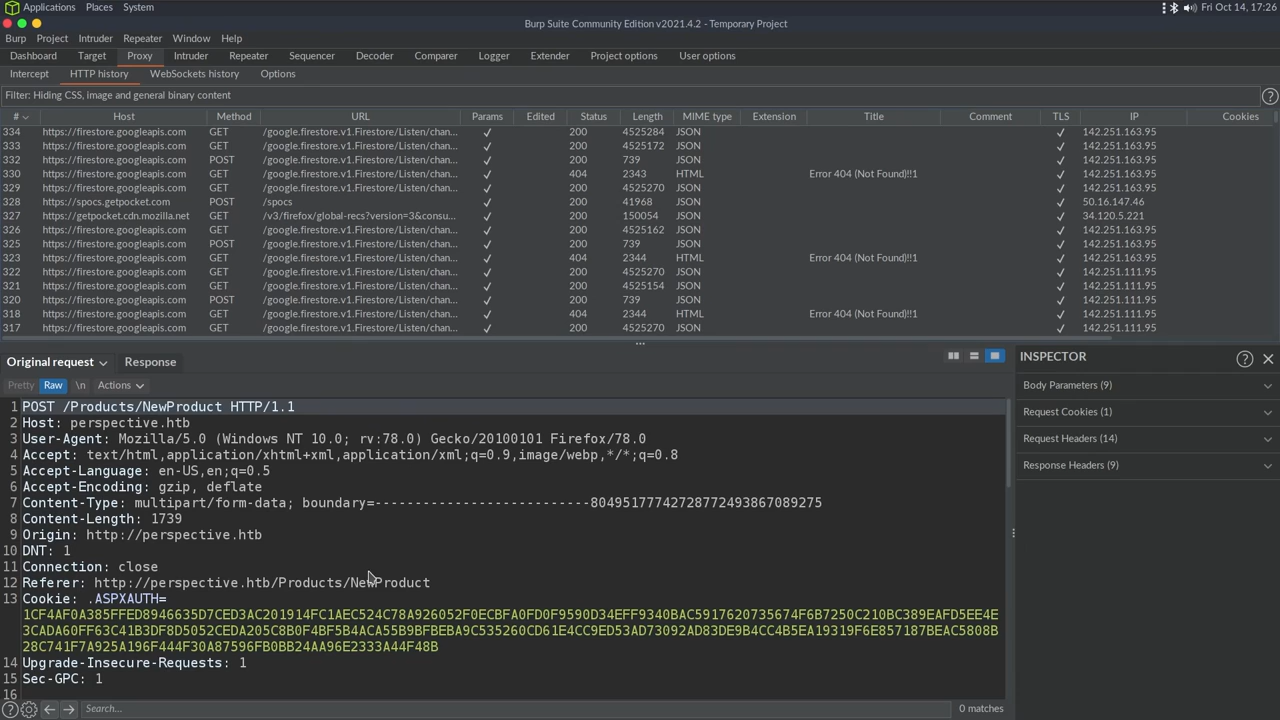 Applications Places System Fri Oct 14, 17:26
Burp Suite Community Edition v2021.4.2 - Temporary Project
Burp Project Intruder Repeater Window Help
Dashboard Target Proxy Intruder Repeater Sequencer Decoder Comparer Logger Extender Project options User options
Intercept HTTP history WebSockets history Options
Filter: Hiding CSS, image and general binary content
# Host Method URL Params Edited Status Length MIME type Extension Title Comment TLS IP Cookies
334 https://firestore.googleapis.com GET /google.firestore.v1.Firestore/Listen/chan... ✓ 200 4525284 JSON ✓ 142.251.163.95
333 https://firestore.googleapis.com GET /google.firestore.v1.Firestore/Listen/chan... ✓ 200 4525172 JSON ✓ 142.251.163.95
332 https://firestore.googleapis.com POST /google.firestore.v1.Firestore/Listen/chan... ✓ 200 739 JSON ✓ 142.251.163.95
330 https://firestore.googleapis.com GET /google.firestore.v1.Firestore/Listen/chan... ✓ 404 2343 HTML Error 404 (Not Found)!!1 ✓ 142.251.163.95
329 https://firestore.googleapis.com GET /google.firestore.v1.Firestore/Listen/chan... ✓ 200 4525270 JSON ✓ 142.251.163.95
328 https://spocs.getpocket.com POST /spocs ✓ 200 41968 JSON ✓ 50.16.147.46
327 https://getpocket.cdn.mozilla.net GET /v3/firefox/global-recs?version=3&consu... ✓ 200 150054 JSON ✓ 34.120.5.221
326 https://firestore.googleapis.com GET /google.firestore.v1.Firestore/Listen/chan... ✓ 200 4525162 JSON ✓ 142.251.163.95
325 https://firestore.googleapis.com POST /google.firestore.v1.Firestore/Listen/chan... ✓ 200 739 JSON ✓ 142.251.163.95
323 https://firestore.googleapis.com GET /google.firestore.v1.Firestore/Listen/chan... ✓ 404 2344 HTML Error 404 (Not Found)!!1 ✓ 142.251.163.95
322 https://firestore.googleapis.com GET /google.firestore.v1.Firestore/Listen/chan... ✓ 200 4525270 JSON ✓ 142.251.111.95
321 https://firestore.googleapis.com GET /google.firestore.v1.Firestore/Listen/chan... ✓ 200 4525154 JSON ✓ 142.251.111.95
320 https://firestore.googleapis.com POST /google.firestore.v1.Firestore/Listen/chan... ✓ 200 739 JSON ✓ 142.251.111.95
318 https://firestore.googleapis.com GET /google.firestore.v1.Firestore/Listen/chan... ✓ 404 2344 HTML Error 404 (Not Found)!!1 ✓ 142.251.111.95
317 https://firestore.googleapis.com GET /google.firestore.v1.Firestore/Listen/chan... ✓ 200 4525270 JSON ✓ 142.251.111.95
Original request Response
Pretty Raw \n Actions
1 POST /Products/NewProduct HTTP/1.1
2 Host: perspective.htb
3 User-Agent: Mozilla/5.0 (Windows NT 10.0; rv:78.0) Gecko/20100101 Firefox/78.0
4 Accept: text/html,application/xhtml+xml,application/xml;q=0.9,image/webp,*/*;q=0.8
5 Accept-Language: en-US,en;q=0.5
6 Accept-Encoding: gzip, deflate
7 Content-Type: multipart/form-data; boundary=---------------------------80495177742728772493867089275
8 Content-Length: 1739
9 Origin: http://perspective.htb
10 DNT: 1
11 Connection: close
12 Referer: http://perspective.htb/Products/NewProduct
13 Cookie: .ASPXAUTH=
1CF4AF0A385FFED8946635D7CED3AC201914FC1AEC524C78A926052F0ECBFA0FD0F9590D34EFF9340BAC5917620735674F6B7250C210BC389EAFD5EE4E
3CADA60FF63C41B3DF8D5052CEDA205C8B0F4BF5B4ACA55B9BFBEBA9C535260CD61E4CC9ED53AD73092AD83DE9B4CC4B5EA19319F6E857187BEAC5808B
28C741F7A925A196F444F30A87596FB0BB24AA96E2333A44F48B
14 Upgrade-Insecure-Requests: 1
15 Sec-GPC: 1
16
Search... 0 matches
INSPECTOR
Body Parameters (9)
Request Cookies (1)
Request Headers (14)
Response Headers (9)